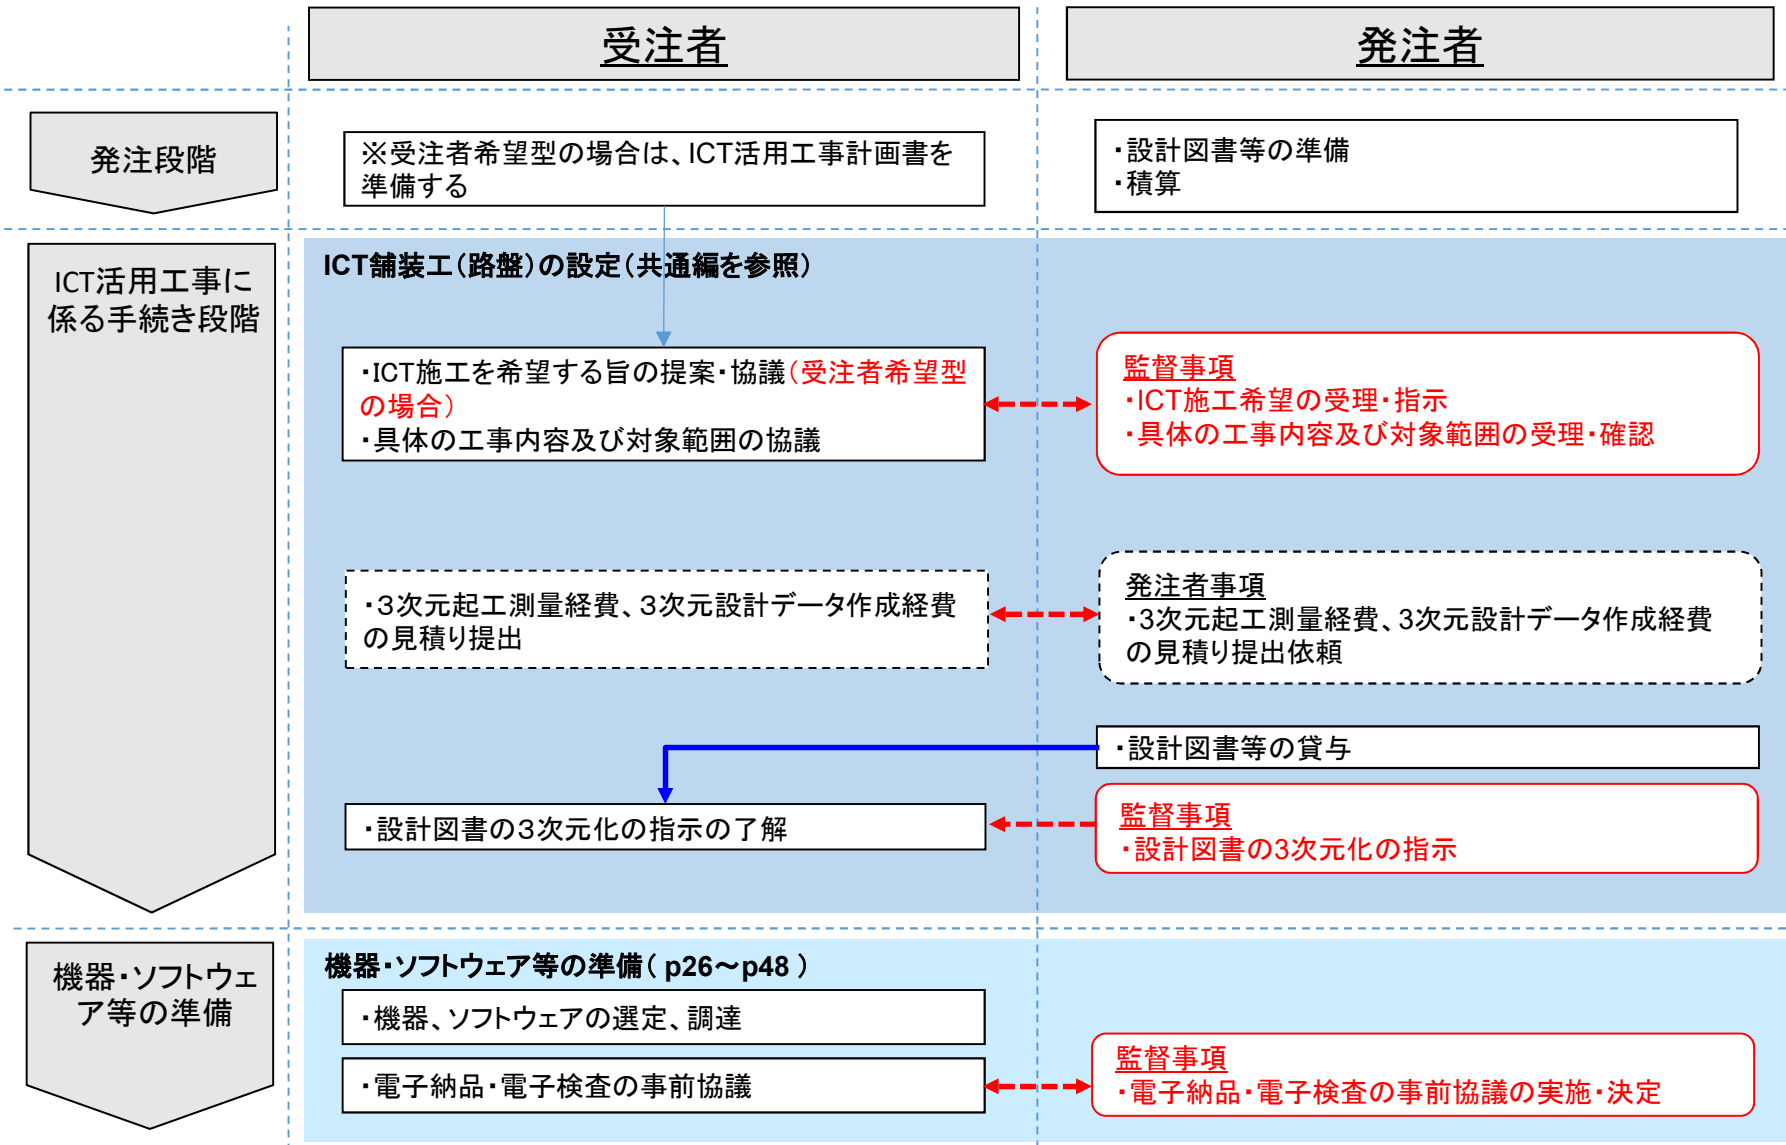 受注者
発注者
発注段階
※受注者希望型の場合は、ICT活用工事計画書を
準備する
・設計図書等の準備
・積算
ICT活用工事に
係る手続き段階
ICT舗装工（路盤）の設定（共通編を参照）
・ICT施工を希望する旨の提案・協議（受注者希望型
の場合）
・具体の工事内容及び対象範囲の協議
監督事項
・ICT施工希望の受理・指示
・具体の工事内容及び対象範囲の受理・確認
・３次元起工測量経費、３次元設計データ作成経費
の見積り提出
発注者事項
・3次元起工測量経費、3次元設計データ作成経費
の見積り提出依頼
・設計図書等の貸与
・設計図書の３次元化の指示の了解
監督事項
・設計図書の3次元化の指示
機器・ソフトウェ
ア等の準備
機器・ソフトウェア等の準備（ p26～p48 ）
・機器、ソフトウェアの選定、調達
・電子納品・電子検査の事前協議
監督事項
・電子納品・電子検査の事前協議の実施・決定